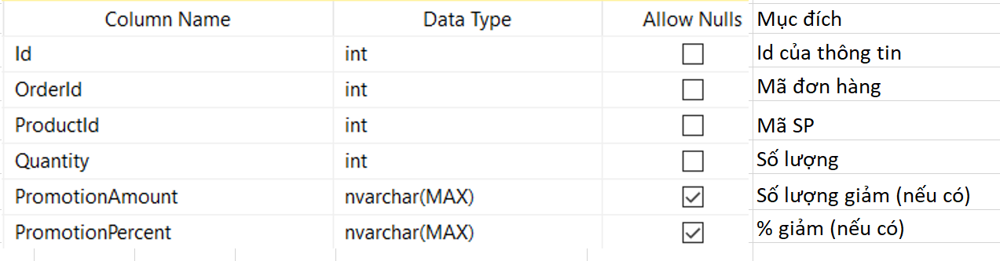 Column Name Data Type Allow Nulls Mục đích
Id int Id của thông tin
OrderId int Mã đơn hàng
ProductId int Mã SP
Quantity int Số lượng
PromotionAmount nvarchar(MAX) Số lượng giảm (nếu có)
PromotionPercent nvarchar(MAX) % giảm (nếu có)